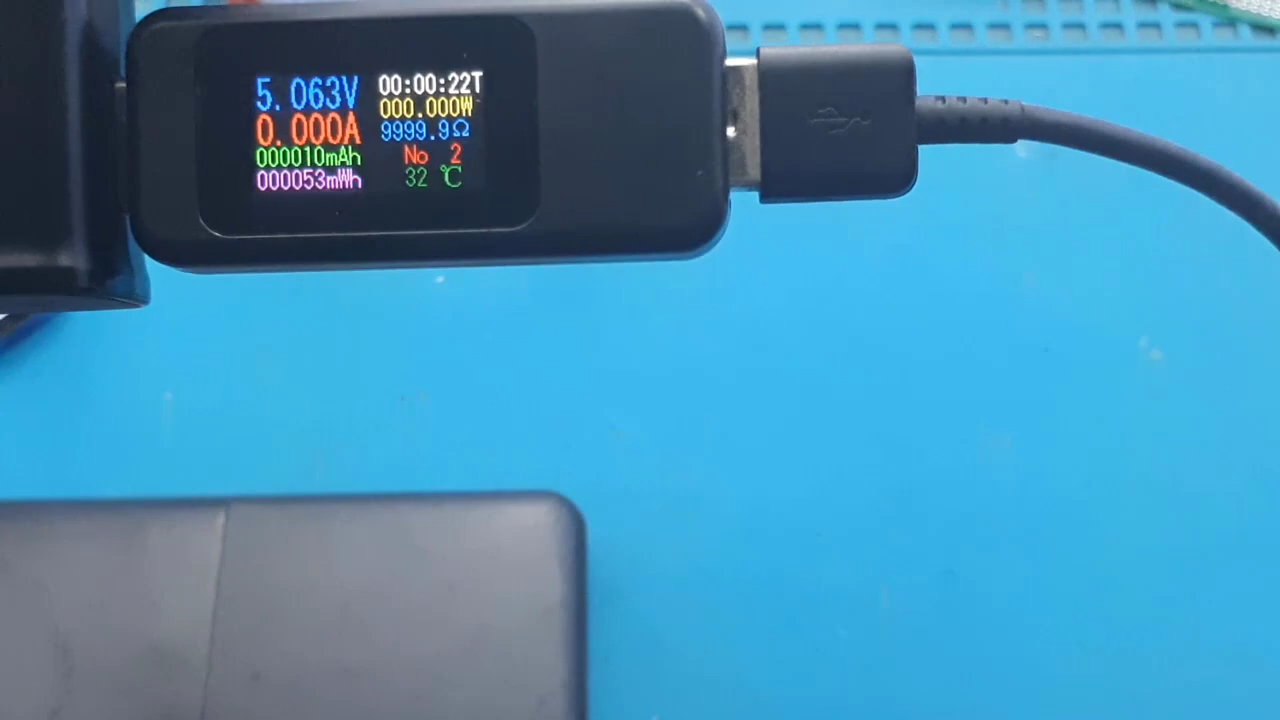 5.063V
0.000A
000010mAh
000053mWh
00:00:22T
000.000W
9999.9Ω
No 2
32 ℃